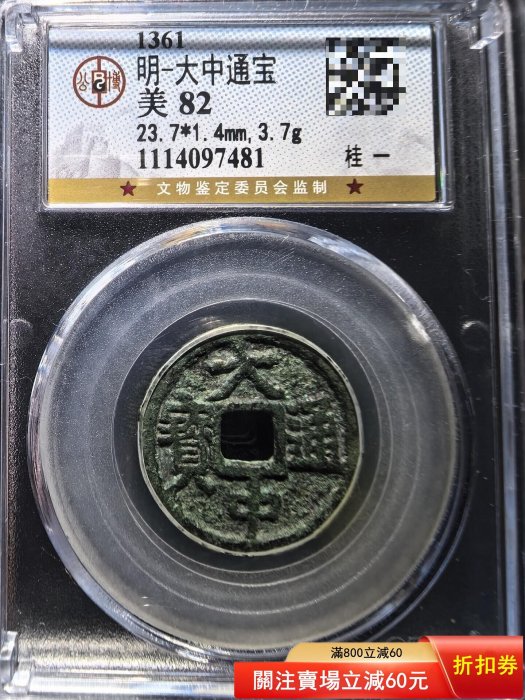 1361
公博
明-大中通宝
美 82
23.7*1.4mm, 3.7g
1114097481
桂 一
★ 文物鉴定委员会监制 ★
大
中
通
寶
滿800立減60
關注賣場立減60元
折扣券